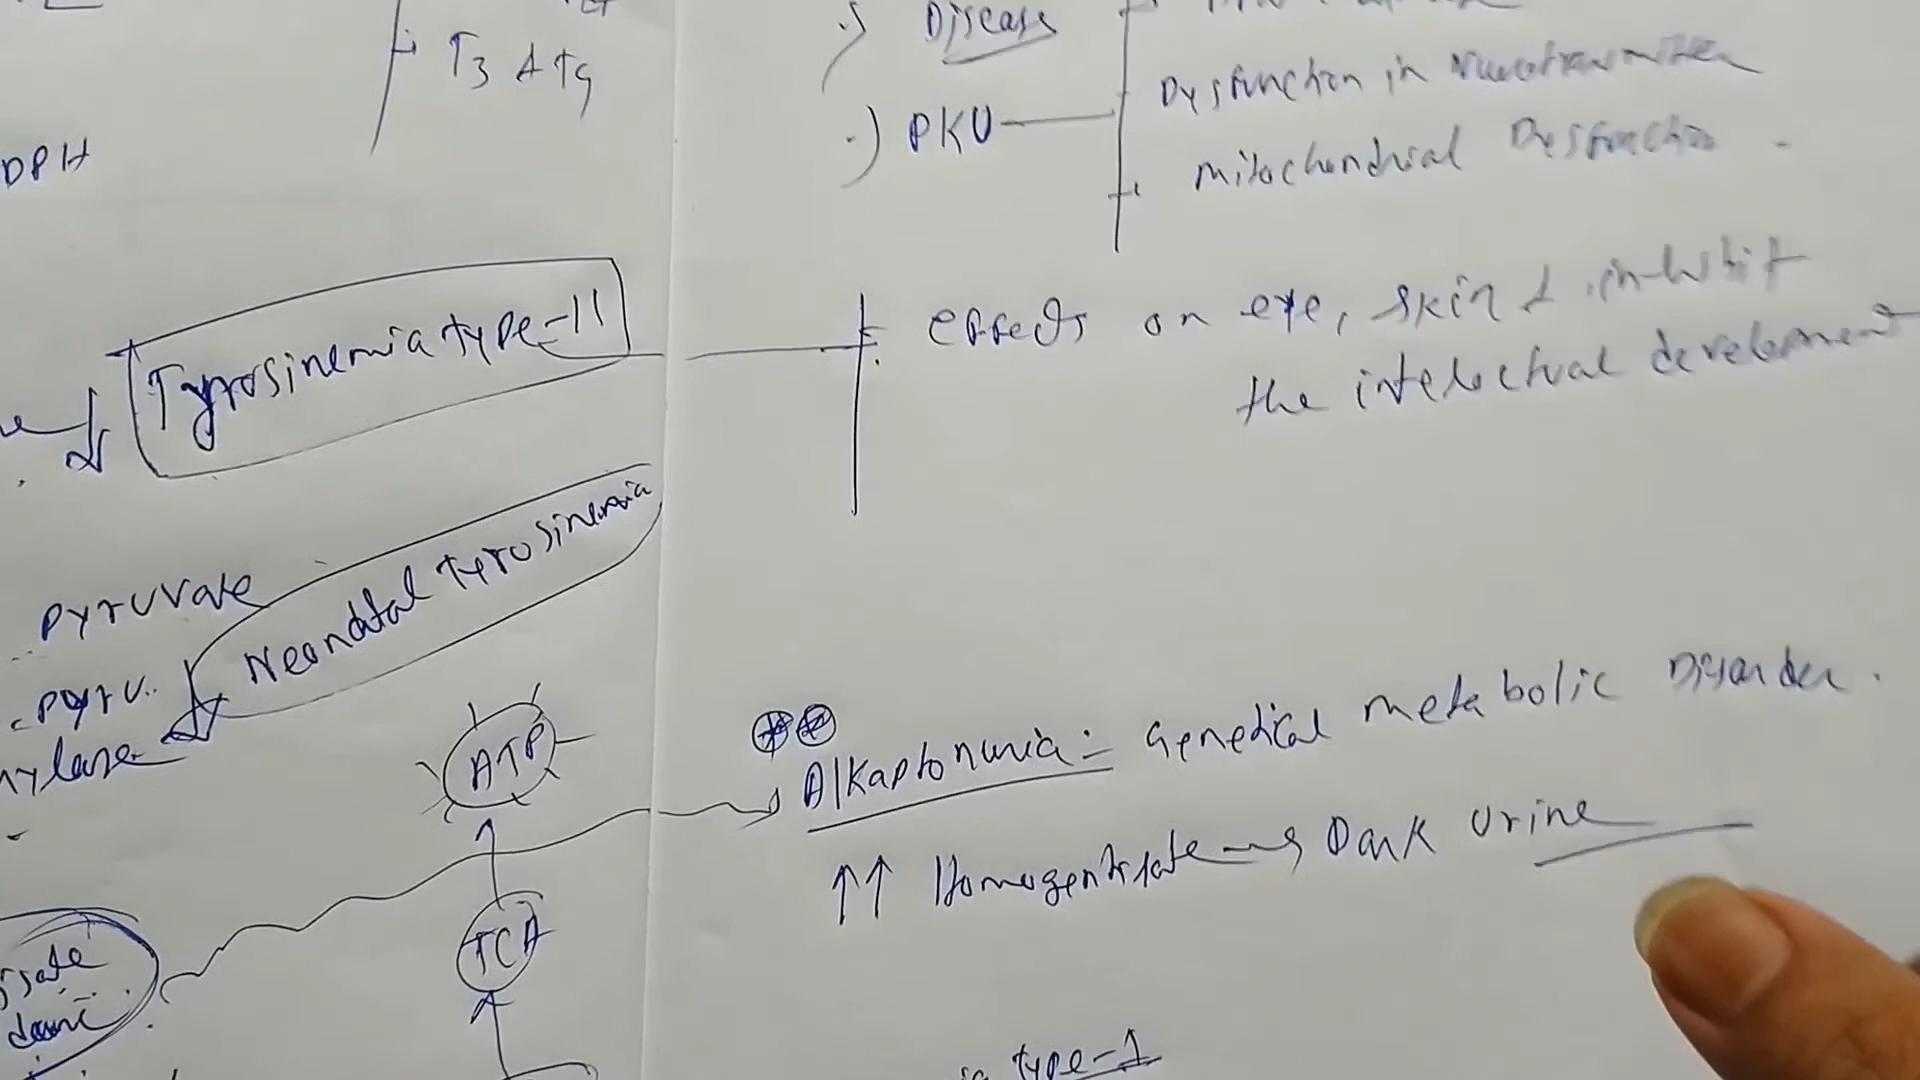 T3 & T4
DPH
Tyrosinemia type-II
Pyruvate
Pyru..
Neonatal Tyrosinemia
ATP
TCA
.) Disease
.) PKU
Dysfunction in Neurotransmitter
mitochondrial Dysfunction
effects on eye, skin & inhibit
the intelectual development
Alkaptonuria:- Genetical metabolic Disorder.
↑↑ Homogentisate → Dark urine
type-1